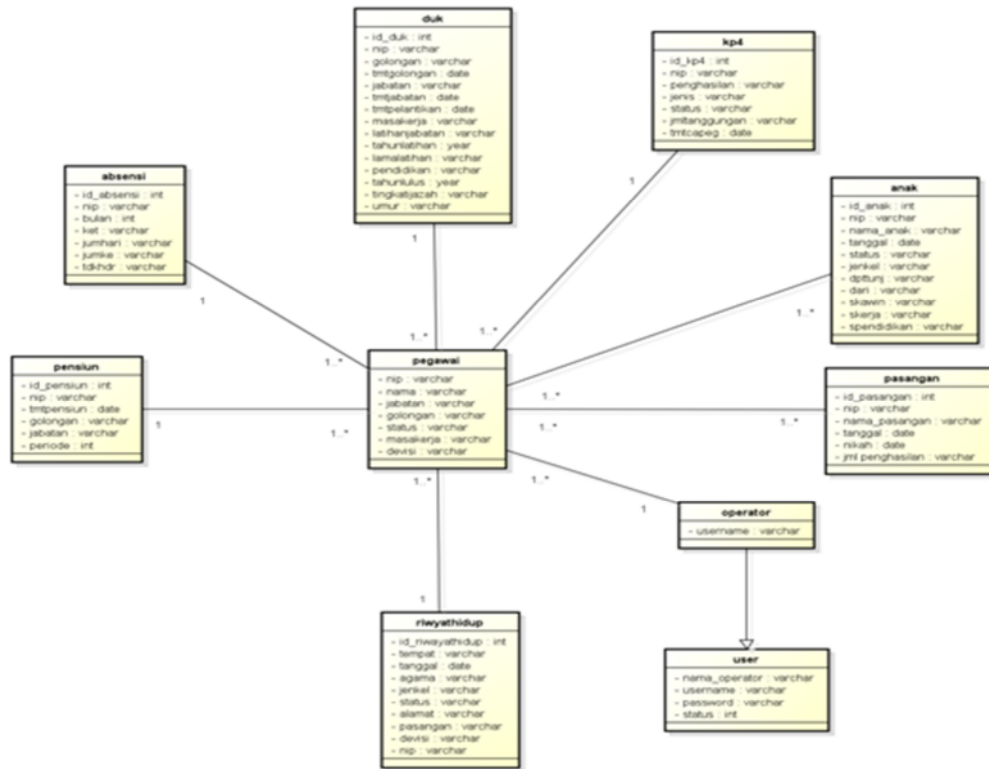 duk
- id_duk : int
- nip : varchar
- golongan : varchar
- tmtgolongan : date
- jabatan : varchar
- tmtjabatan : date
- tmtpelantikan : date
- masakerja : varchar
- latihanjabatan : varchar
- tahunlatihan : year
- lamalatihan : varchar
- pendidikan : varchar
- tahunlulus : year
- tingkatijazah : varchar
- umur : varchar
kp4
- id_kp4 : int
- nip : varchar
- penghasilan : varchar
- jenis : varchar
- status : varchar
- jmltanggungan : varchar
- tmtcapeg : date
absensi
- id_absensi : int
- nip : varchar
- bulan : int
- ket : varchar
- jumhari : varchar
- jumke : varchar
- tdkhdr : varchar
anak
- id_anak : int
- nip : varchar
- nama_anak : varchar
- tanggal : date
- status : varchar
- jenkel : varchar
- dpttunj : varchar
- dari : varchar
- skawin : varchar
- skerja : varchar
- spendidikan : varchar
1
1
1
1..*
1..*
1..*
1..*
pensiun
- id_pensiun : int
- nip : varchar
- tmtpensiun : date
- golongan : varchar
- jabatan : varchar
- periode : int
pegawai
- nip : varchar
- nama : varchar
- jabatan : varchar
- golongan : varchar
- status : varchar
- masakerja : varchar
- devisi : varchar
pasangan
- id_pasangan : int
- nip : varchar
- nama_pasangan : varchar
- tanggal : date
- nikah : date
- jml penghasilan : varchar
1
1..*
1..*
1..*
1..*
1..*
1..*
1
operator
- username : varchar
1
riwyathidup
- id_riwayathidup : int
- tempat : varchar
- tanggal : date
- agama : varchar
- jenkel : varchar
- status : varchar
- alamat : varchar
- pasangan : varchar
- devisi : varchar
- nip : varchar
user
- nama_operator : varchar
- username : varchar
- password : varchar
- status : int